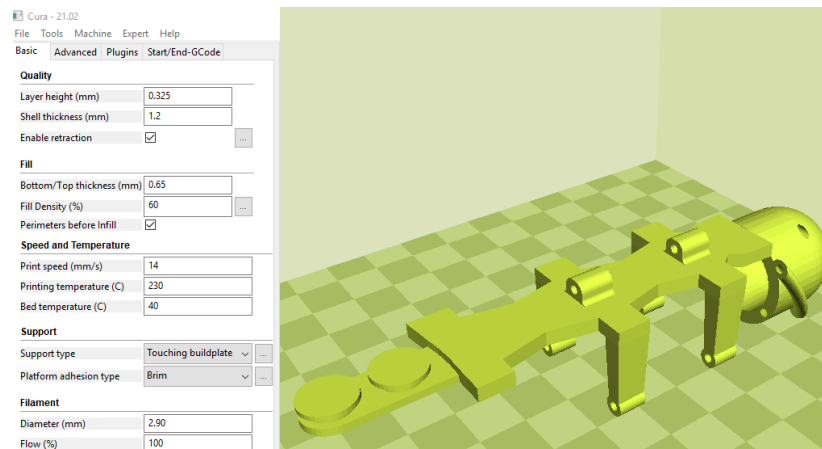 Cura - 21.02
File Tools Machine Expert Help
Basic Advanced Plugins Start/End-GCode
Quality
Layer height (mm) 0.325
Shell thickness (mm) 1.2
Enable retraction ...
Fill
Bottom/Top thickness (mm) 0.65
Fill Density (%) 60 ...
Perimeters before Infill
Speed and Temperature
Print speed (mm/s) 14
Printing temperature (C) 230
Bed temperature (C) 40
Support
Support type Touching buildplate ...
Platform adhesion type Brim ...
Filament
Diameter (mm) 2.90
Flow (%) 100